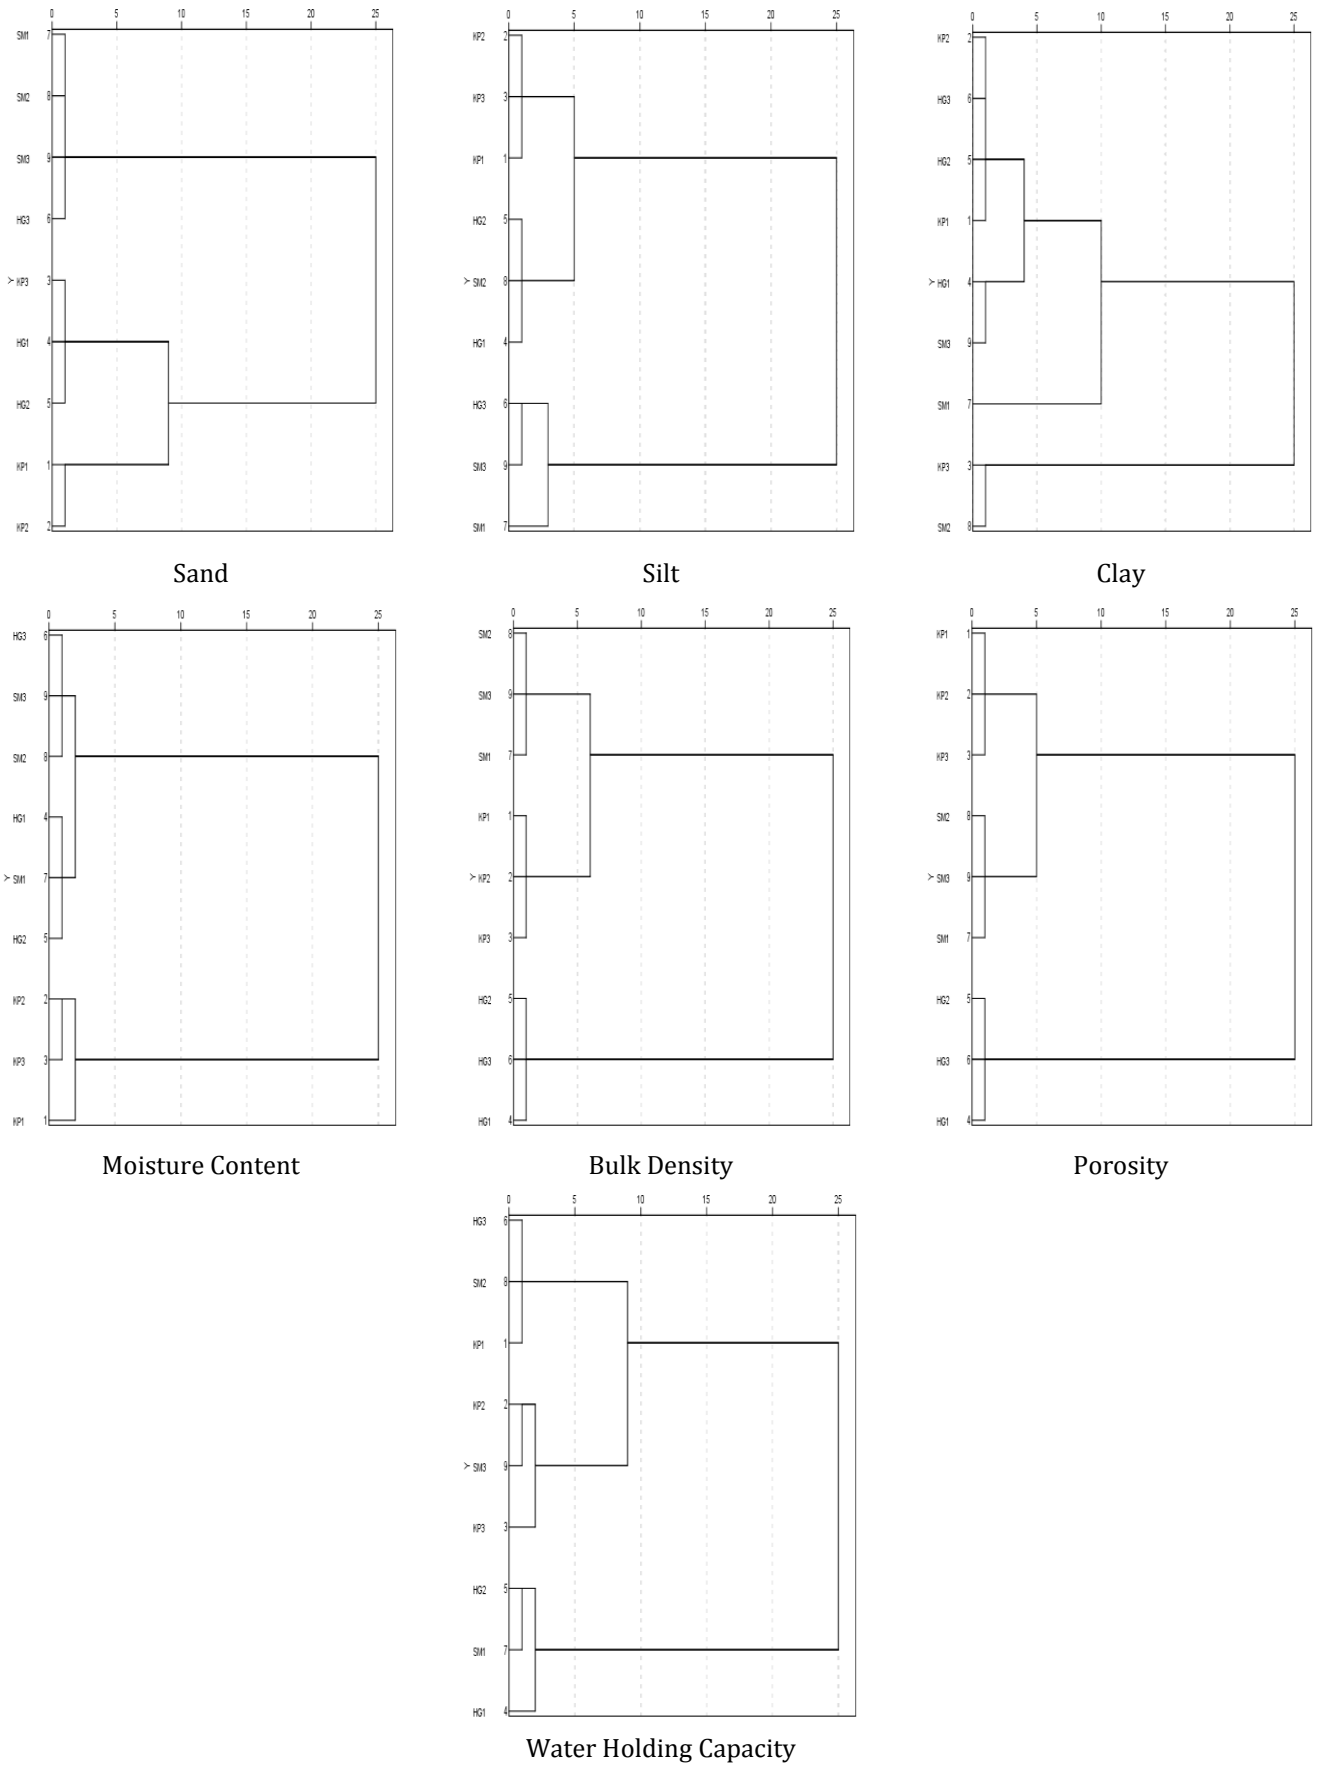 0 5 10 15 20 25
SM1 7
SM2 8
SM3 9
HG3 6
Y KP3 3
HG1 4
HG2 5
KP1 1
KP2 2
Sand
0 5 10 15 20 25
KP2 2
KP3 3
KP1 1
HG2 5
Y SM2 8
HG1 4
HG3 6
SM3 9
SM1 7
Silt
0 5 10 15 20 25
KP2 2
HG3 6
HG2 5
KP1 1
Y HG1 4
SM3 9
SM1 7
KP3 3
SM2 8
Clay
0 5 10 15 20 25
HG3 6
SM3 9
SM2 8
HG1 4
Y SM1 7
HG2 5
KP2 2
KP3 3
KP1 1
Moisture Content
0 5 10 15 20 25
SM2 8
SM3 9
SM1 7
KP1 1
Y KP2 2
KP3 3
HG2 5
HG3 6
HG1 4
Bulk Density
0 5 10 15 20 25
KP1 1
KP2 2
KP3 3
SM2 8
Y SM3 9
SM1 7
HG2 5
HG3 6
HG1 4
Porosity
0 5 10 15 20 25
HG3 6
SM2 8
KP1 1
KP2 2
Y SM3 9
KP3 3
HG2 5
SM1 7
HG1 4
Water Holding Capacity